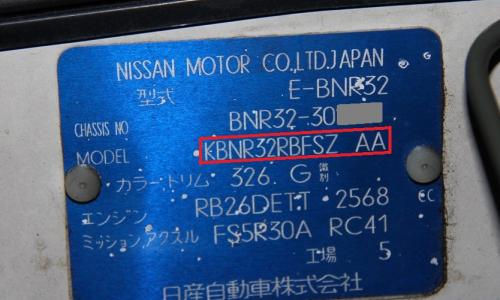 NISSAN MOTOR CO.,LTD.JAPAN
型式 E-BNR32
CHASSIS NO BNR32-30
MODEL KBNR32RBFSZ AA
カラートリム 326 G 識別
エンジン RB26DETT 2568 CC
ミッション,アクスル FS5R30A RC41
工場 5
日産自動車株式会社